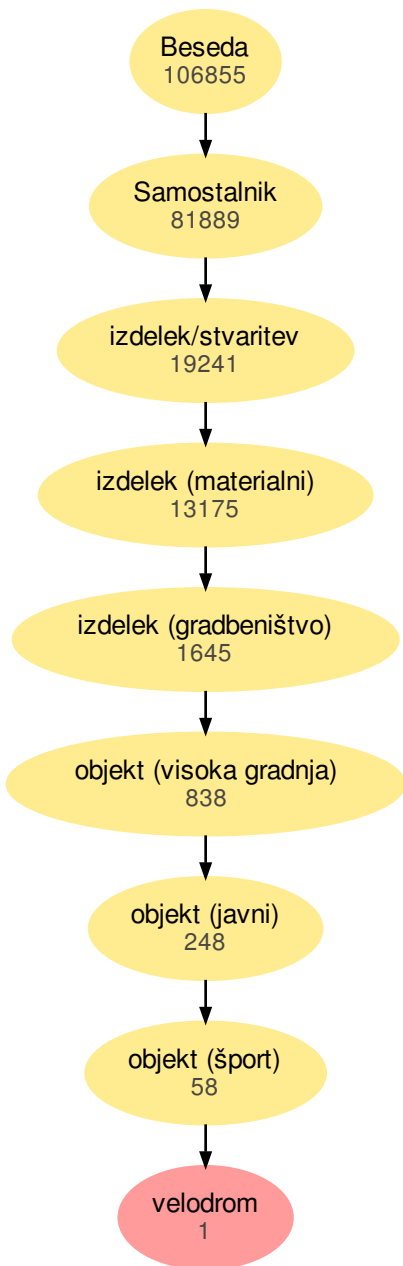 Beseda
106855
Samostalnik
81889
izdelek/stvaritev
19241
izdelek (materialni)
13175
izdelek (gradbeništvo)
1645
objekt (visoka gradnja)
838
objekt (javni)
248
objekt (šport)
58
velodrom
1